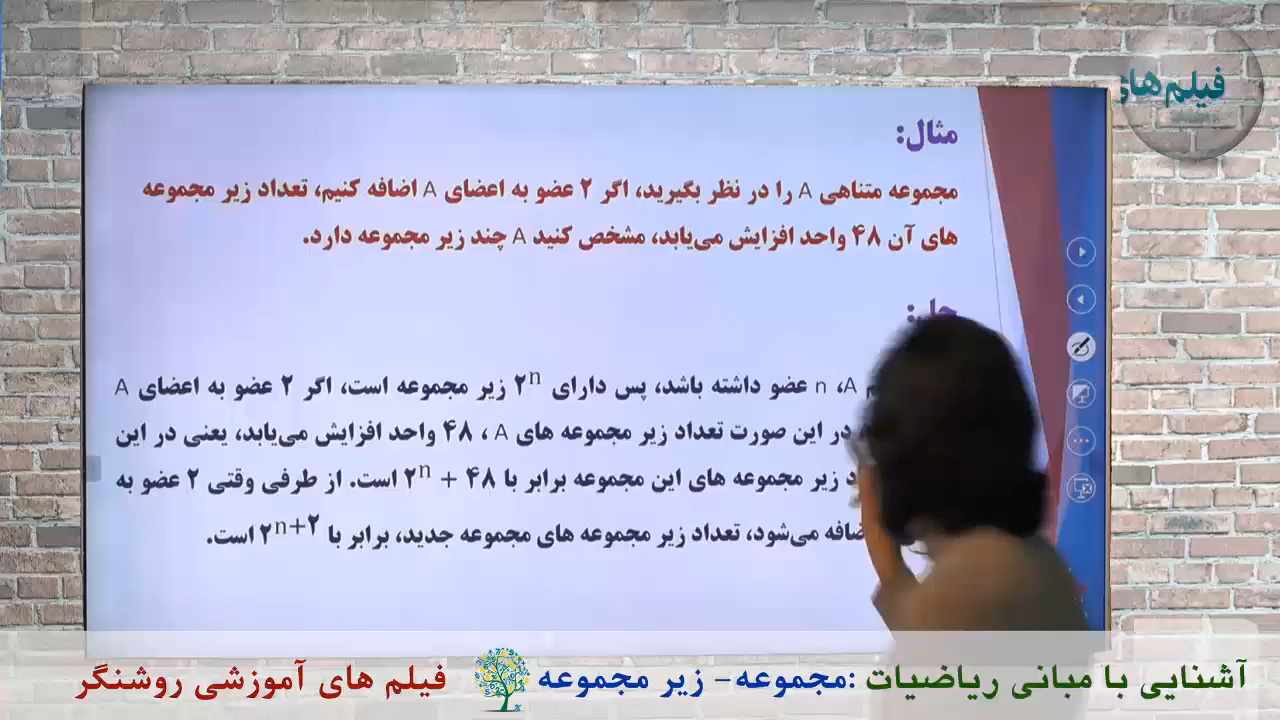 فیلم های
مثال:
مجموعه متناهی A را در نظر بگیرید، اگر ۲ عضو به اعضای A اضافه کنیم، تعداد زیر مجموعه
های آن ۴۸ واحد افزایش می‌یابد، مشخص کنید A چند زیر مجموعه دارد.
حل:
A، n عضو داشته باشد، پس دارای ۲ⁿ زیر مجموعه است، اگر ۲ عضو به اعضای A
در این صورت تعداد زیر مجموعه های A ، ۴۸ واحد افزایش می‌یابد، یعنی در این
زیر مجموعه های این مجموعه برابر با ۲ⁿ + ۴۸ است. از طرفی وقتی ۲ عضو به
می‌شود، تعداد زیر مجموعه های مجموعه جدید، برابر با ۲ⁿ⁺² است.
آشنایی با مبانی ریاضیات :مجموعه- زیر مجموعه فیلم های آموزشی روشنگر